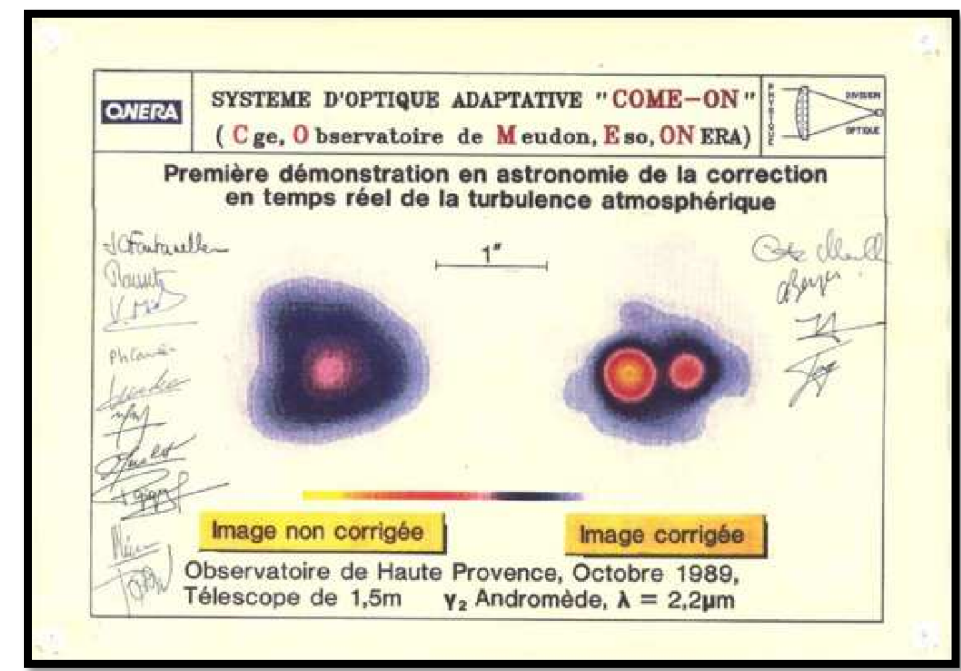 ONERA
SYSTEME D'OPTIQUE ADAPTATIVE "COME-ON"
( C ge, O bservatoire de M eudon, E so, ON ERA)
PHYSIQUE
DIVISION
OPTIQUE
Première démonstration en astronomie de la correction
en temps réel de la turbulence atmosphérique
1"
Image non corrigée
Image corrigée
Observatoire de Haute Provence, Octobre 1989,
Télescope de 1,5m γ₂ Andromède, λ = 2,2µm